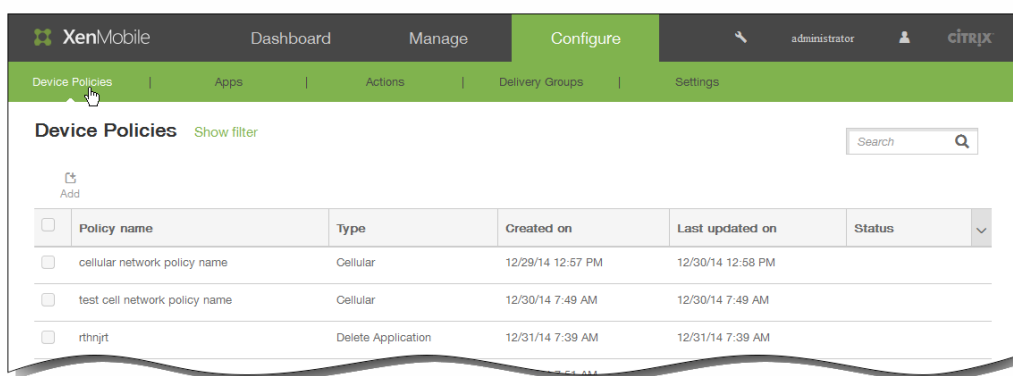 XenMobile Dashboard Manage Configure administrator CİTRIX
Device Policies | Apps | Actions | Delivery Groups | Settings
Device Policies Show filter
Search
Add
Policy name Type Created on Last updated on Status
cellular network policy name Cellular 12/29/14 12:57 PM 12/30/14 12:58 PM
test cell network policy name Cellular 12/30/14 7:49 AM 12/30/14 7:49 AM
rthnjrt Delete Application 12/31/14 7:39 AM 12/31/14 7:39 AM